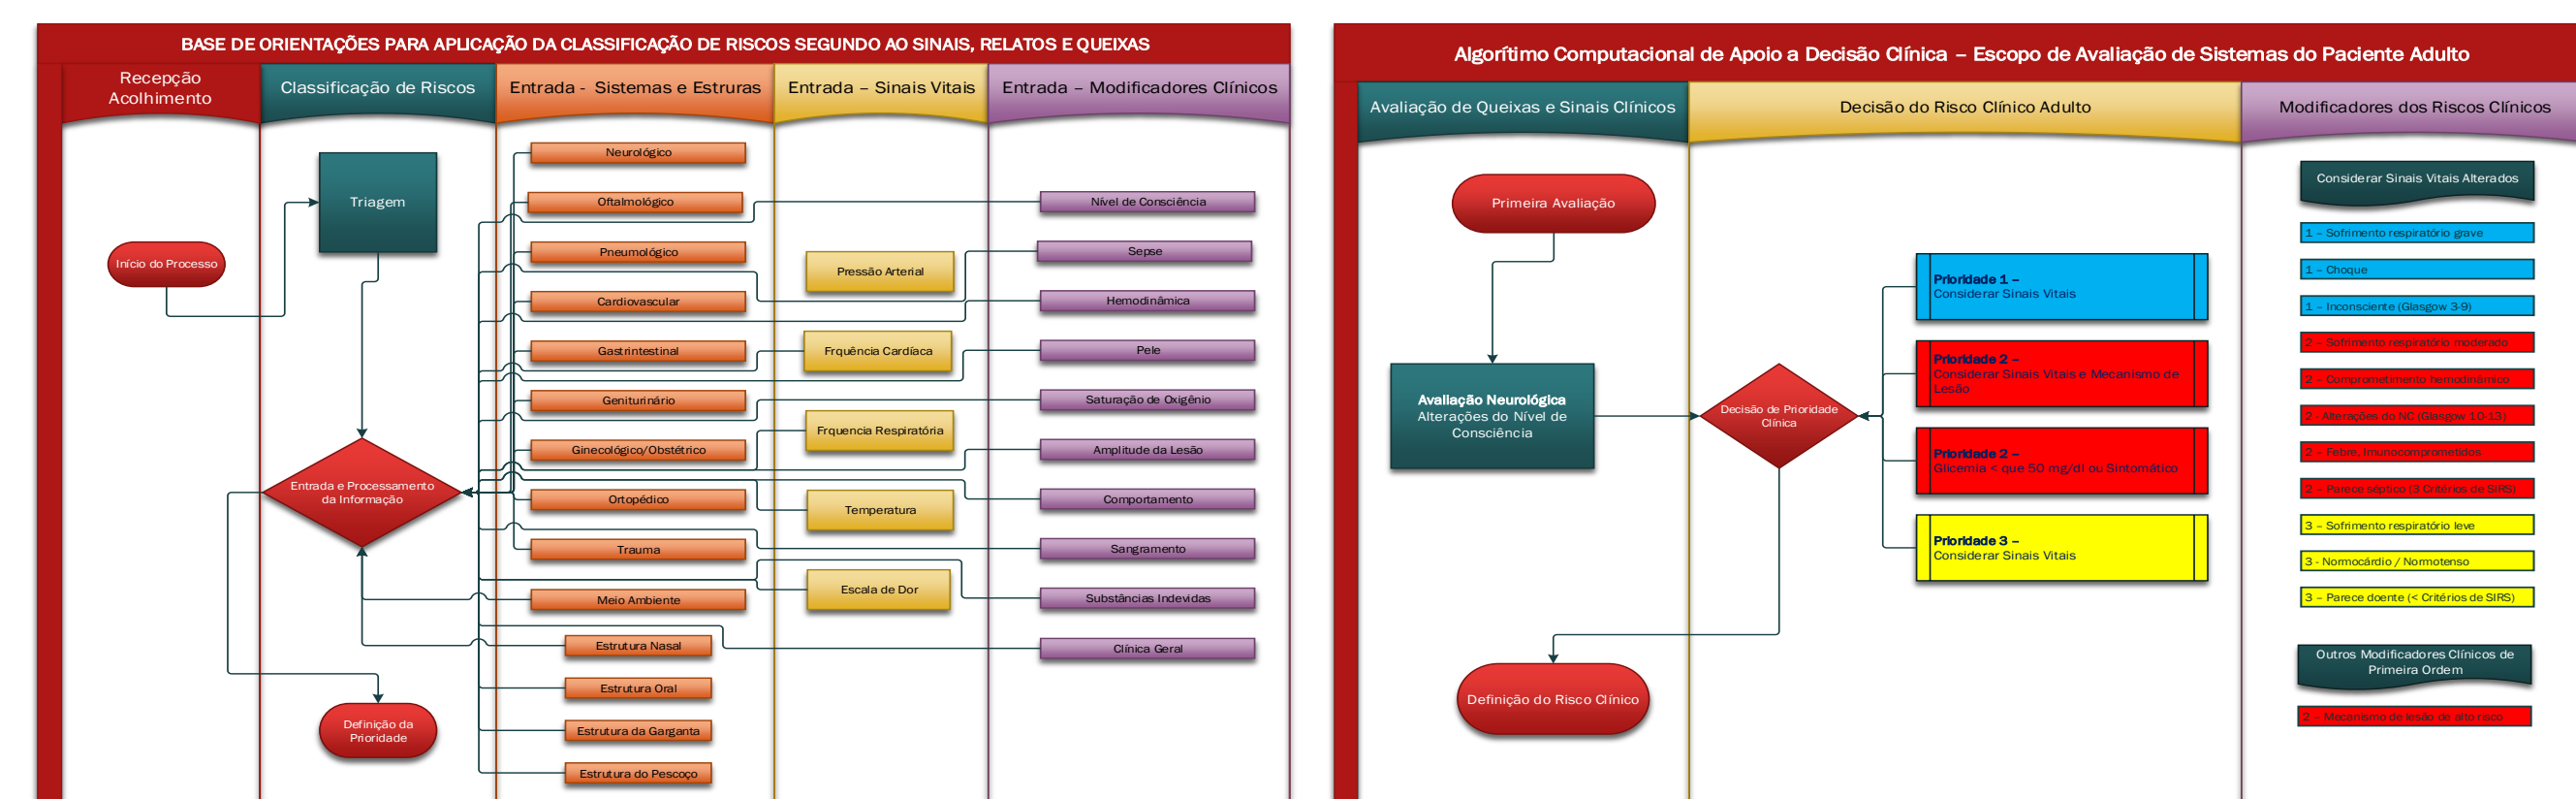 BASE DE ORIENTAÇÕES PARA APLICAÇÃO DA CLASSIFICAÇÃO DE RISCOS SEGUNDO AO SINAIS, RELATOS E QUEIXAS
Recepção
Acolhimento
Classificação de Riscos
Entrada - Sistemas e Estruras
Entrada – Sinais Vitais
Entrada – Modificadores Clínicos
Início do Processo
Triagem
Entrada e Processamento
da Informação
Definição da
Prioridade
Neurológico
Oftalmológico
Pneumológico
Cardiovascular
Gastrintestinal
Geniturinário
Ginecológico/Obstétrico
Ortopédico
Trauma
Meio Ambiente
Estrutura Nasal
Estrutura Oral
Estrutura da Garganta
Estrutura do Pescoço
Pressão Arterial
Frquência Cardíaca
Frquencia Respiratória
Temperatura
Escala de Dor
Nível de Consciência
Sepse
Hemodinâmica
Pele
Saturação de Oxigênio
Amplitude da Lesão
Comportamento
Sangramento
Substâncias Indevidas
Clínica Geral
Algorítimo Computacional de Apoio a Decisão Clínica – Escopo de Avaliação de Sistemas do Paciente Adulto
Avaliação de Queixas e Sinais Clínicos
Decisão do Risco Clínico Adulto
Modificadores dos Riscos Clínicos
Primeira Avaliação
Avaliação Neurológica
Alterações do Nível de
Consciência
Definição do Risco Clínico
Decisão de Prioridade
Clínica
Prioridade 1 –
Considerar Sinais Vitais
Prioridade 2 –
Considerar Sinais Vitais e Mecanismo de
Lesão
Prioridade 2 –
Glicemia < que 50 mg/dl ou Sintomático
Prioridade 3 –
Considerar Sinais Vitais
Considerar Sinais Vitais Alterados
1 – Sofrimento respiratório grave
1 – Choque
1 – Inconsciente (Glasgow 3-9)
2 – Sofrimento respiratório moderado
2 – Comprometimento hemodinâmico
2 - Alterações do NC (Glasgow 10-13)
2 – Febre, Imunocomprometidos
2 – Parece séptico (3 Critérios de SIRS)
3 – Sofrimento respiratório leve
3 - Normocárdio / Normotenso
3 – Parece doente (< Critérios de SIRS)
Outros Modificadores Clínicos de
Primeira Ordem
2 – Mecanismo de lesão de alto risco